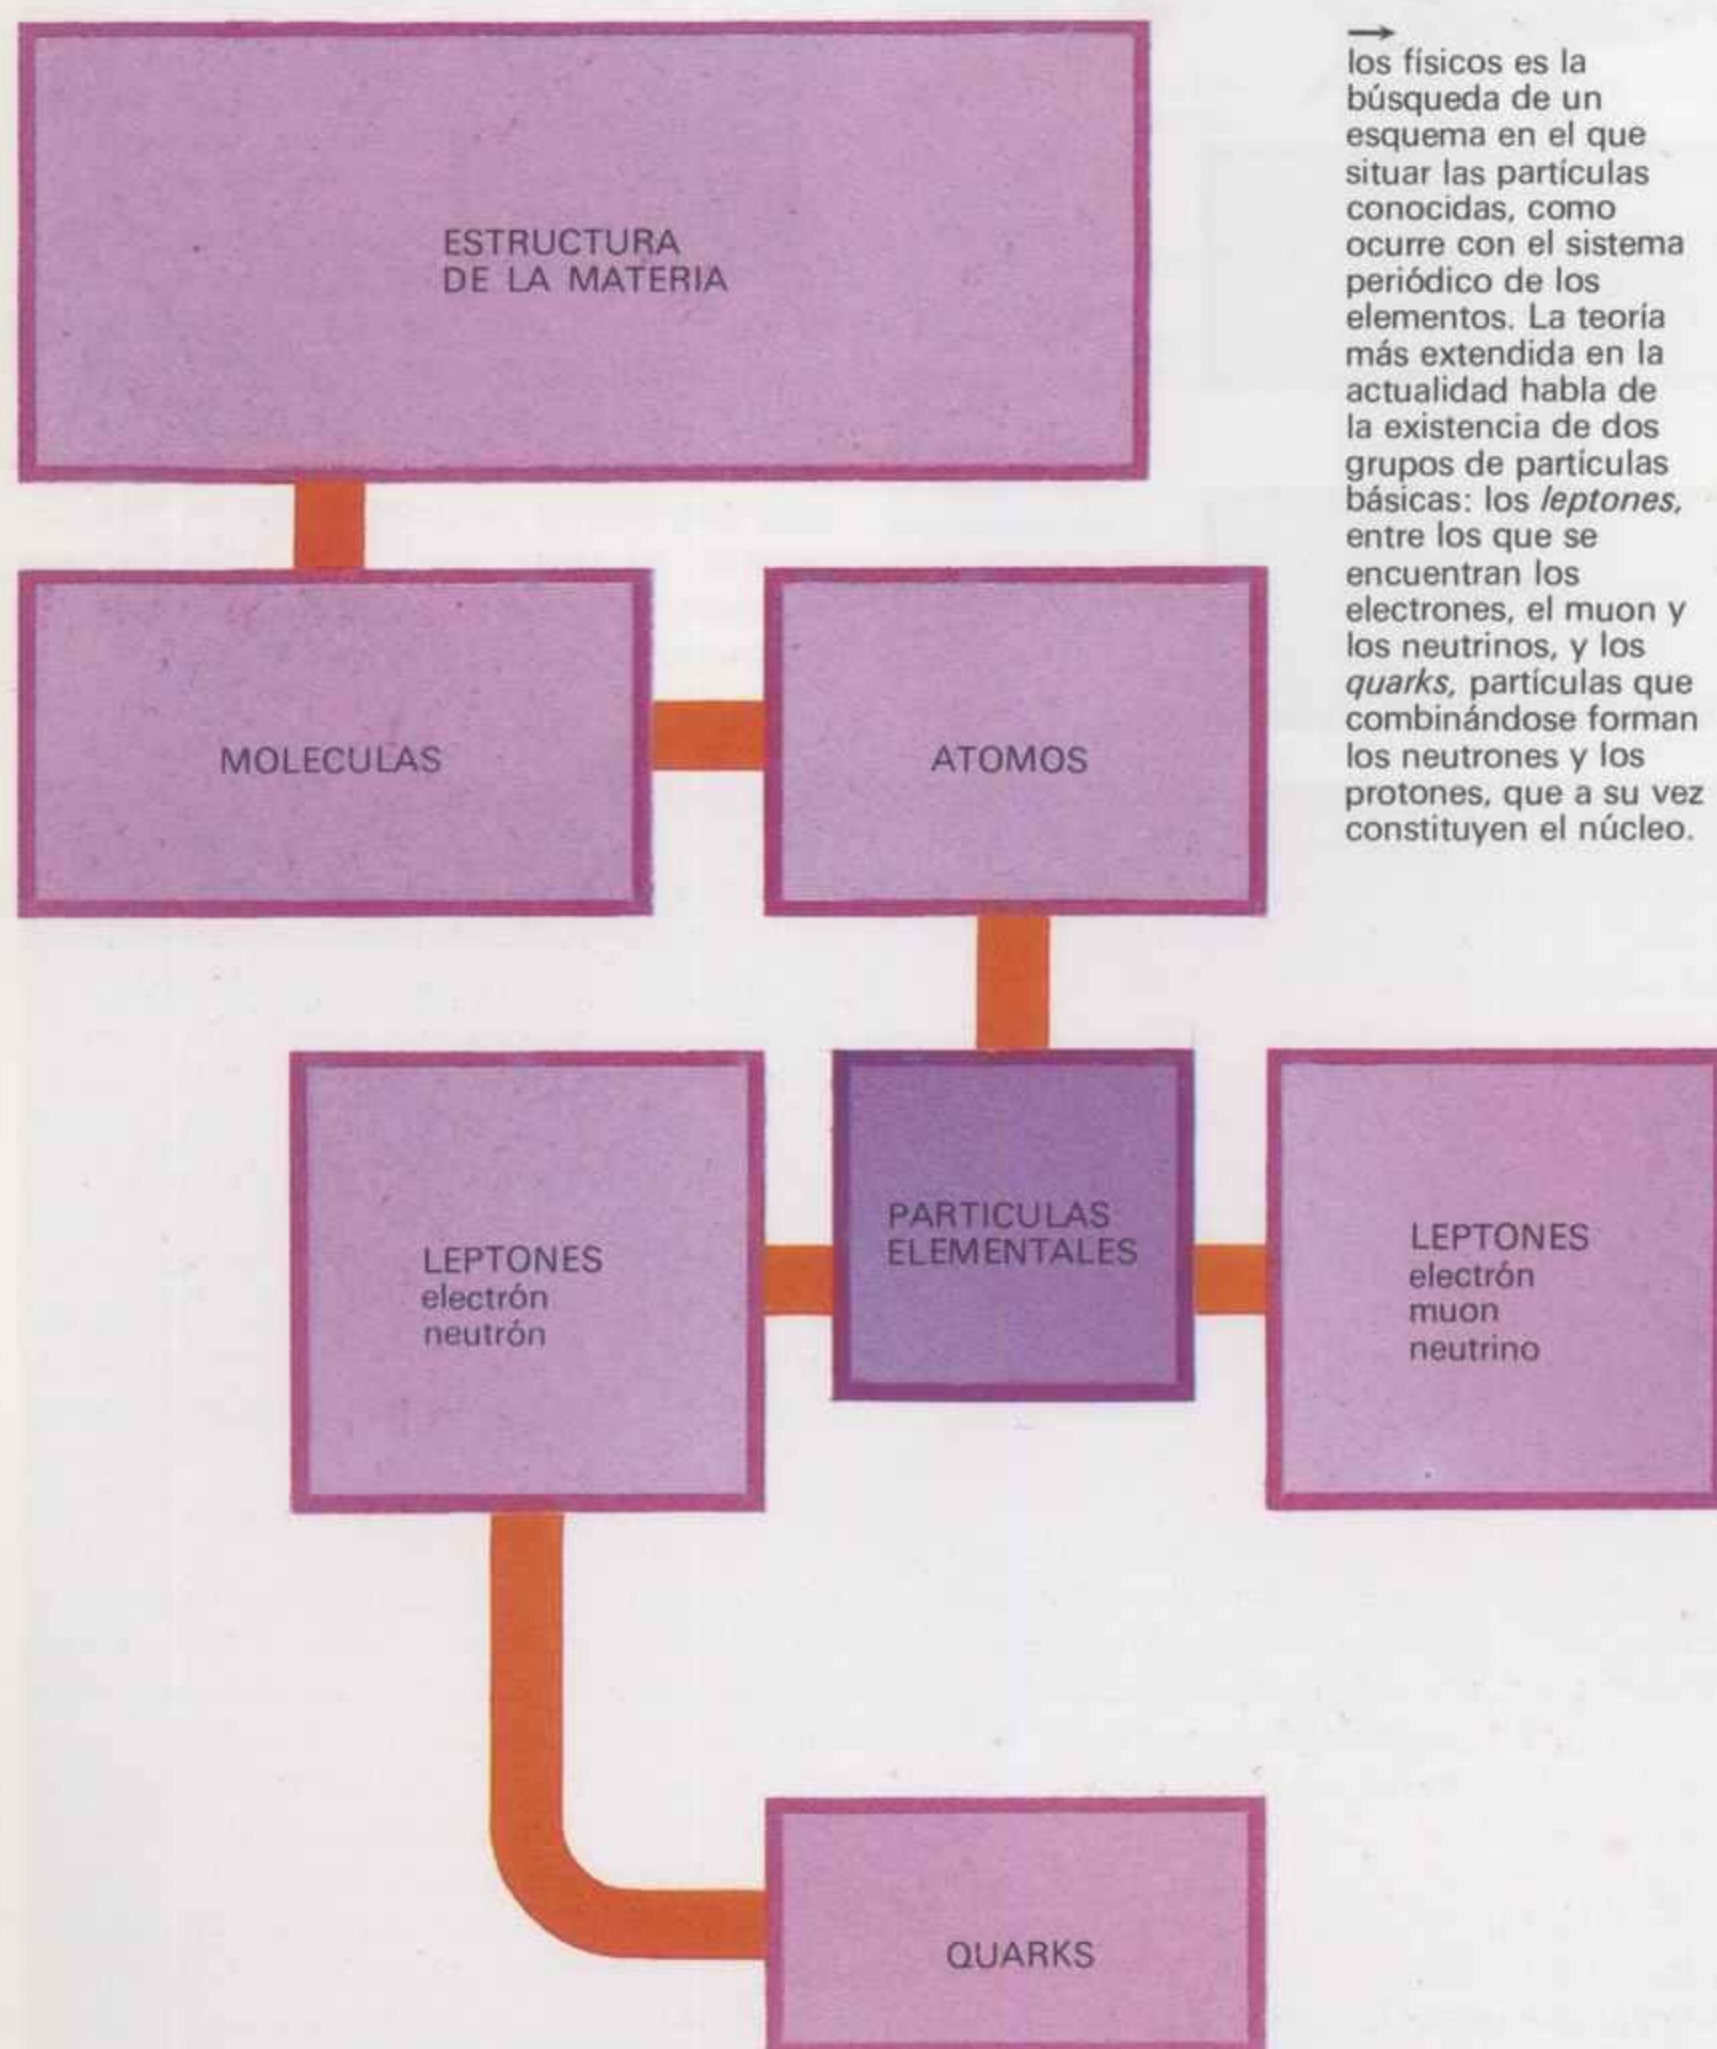 ESTRUCTURA
DE LA MATERIA
→
los físicos es la
búsqueda de un
esquema en el que
situar las partículas
conocidas, como
ocurre con el sistema
periódico de los
elementos. La teoría
más extendida en la
actualidad habla de
la existencia de dos
grupos de partículas
básicas: los leptones,
entre los que se
encuentran los
electrones, el muon y
los neutrinos, y los
quarks, partículas que
combinándose forman
los neutrones y los
protones, que a su vez
constituyen el núcleo.
MOLECULAS
ATOMOS
LEPTONES
electrón
neutrón
PARTICULAS
ELEMENTALES
LEPTONES
electrón
muon
neutrino
QUARKS